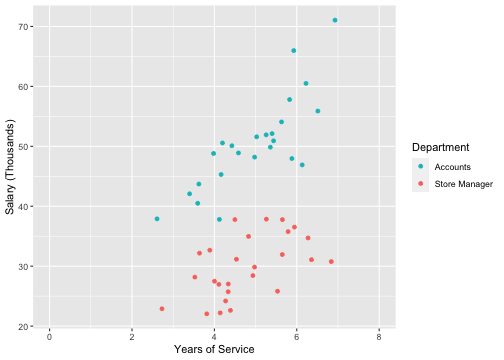 70
60
50
40
30
20
0
2
4
6
8
Salary (Thousands)
Years of Service
Department
Accounts
Store Manager